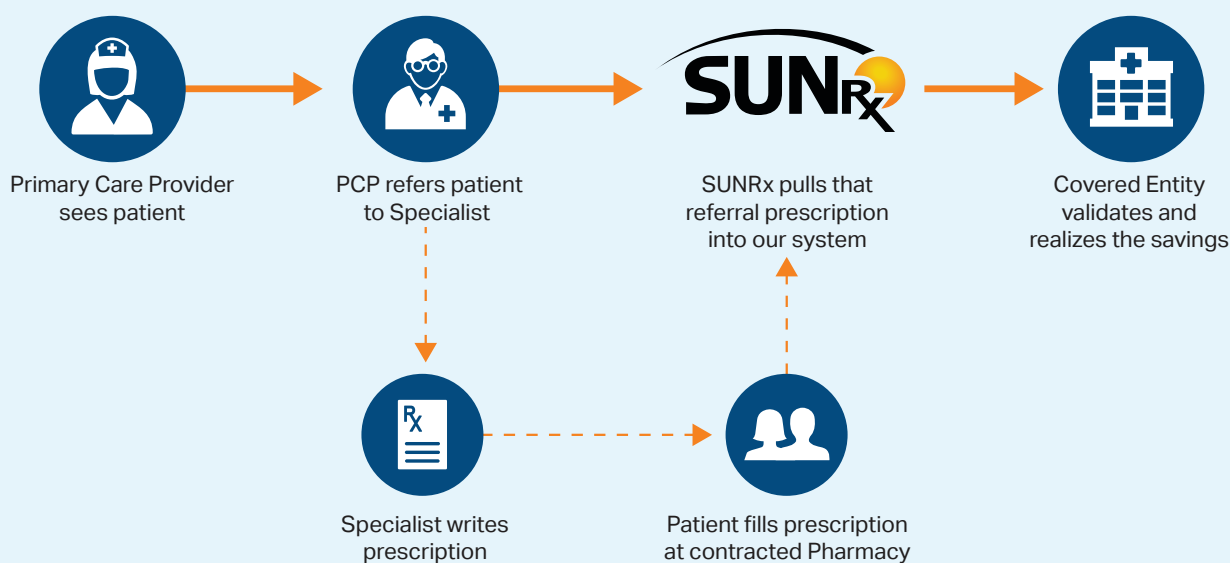 SUNRx
Primary Care Provider
sees patient
PCP refers patient
to Specialist
SUNRx pulls that
referral prescription
into our system
Covered Entity
validates and
realizes the savings
Rx
Specialist writes
prescription
Patient fills prescription
at contracted Pharmacy